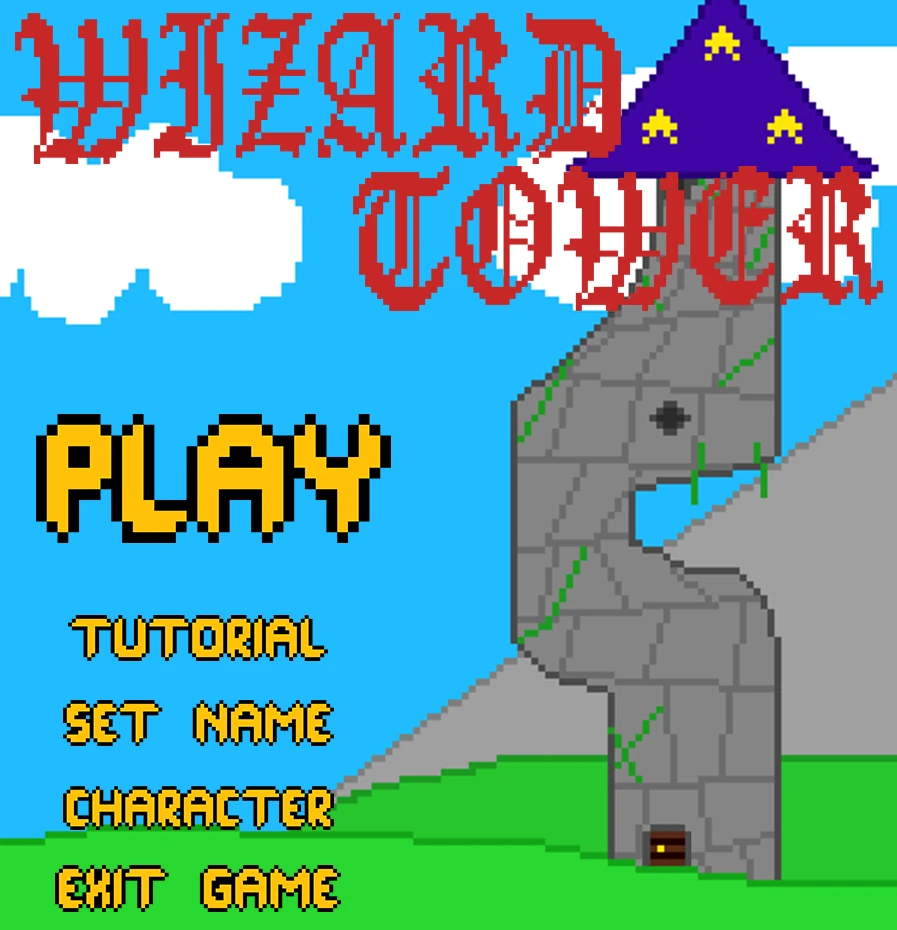 WIZARD
TOWER
PLAY
TUTORIAL
SET NAME
CHARACTER
EXIT GAME